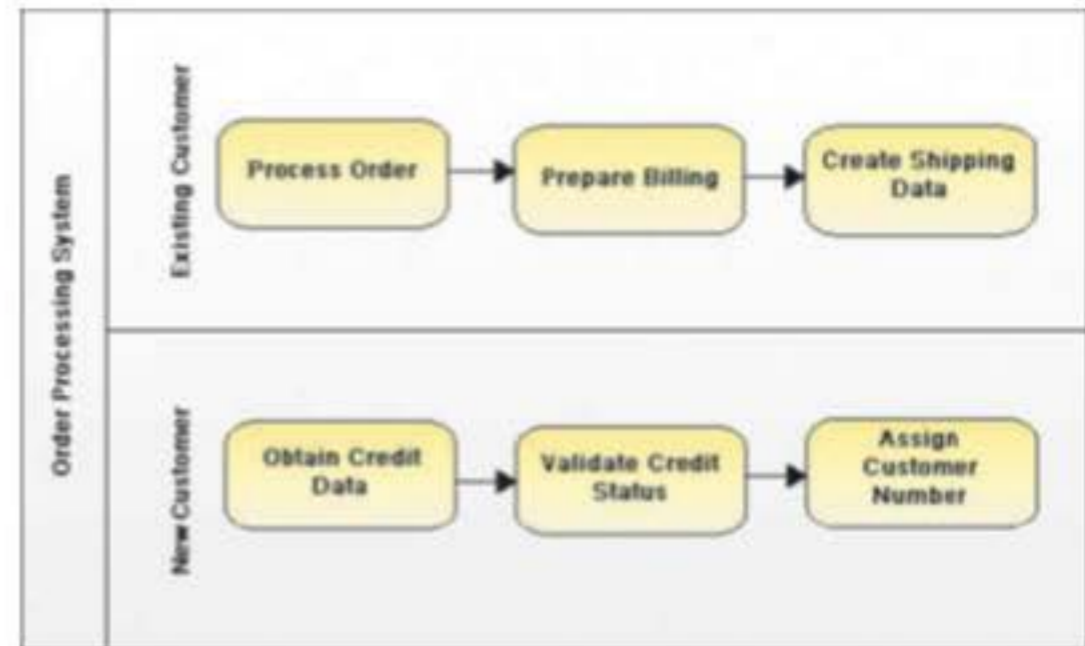 Order Processing System
Existing Customer
Process Order
Prepare Billing
Create Shipping
Data
New Customer
Obtain Credit
Data
Validate Credit
Status
Assign
Customer
Number